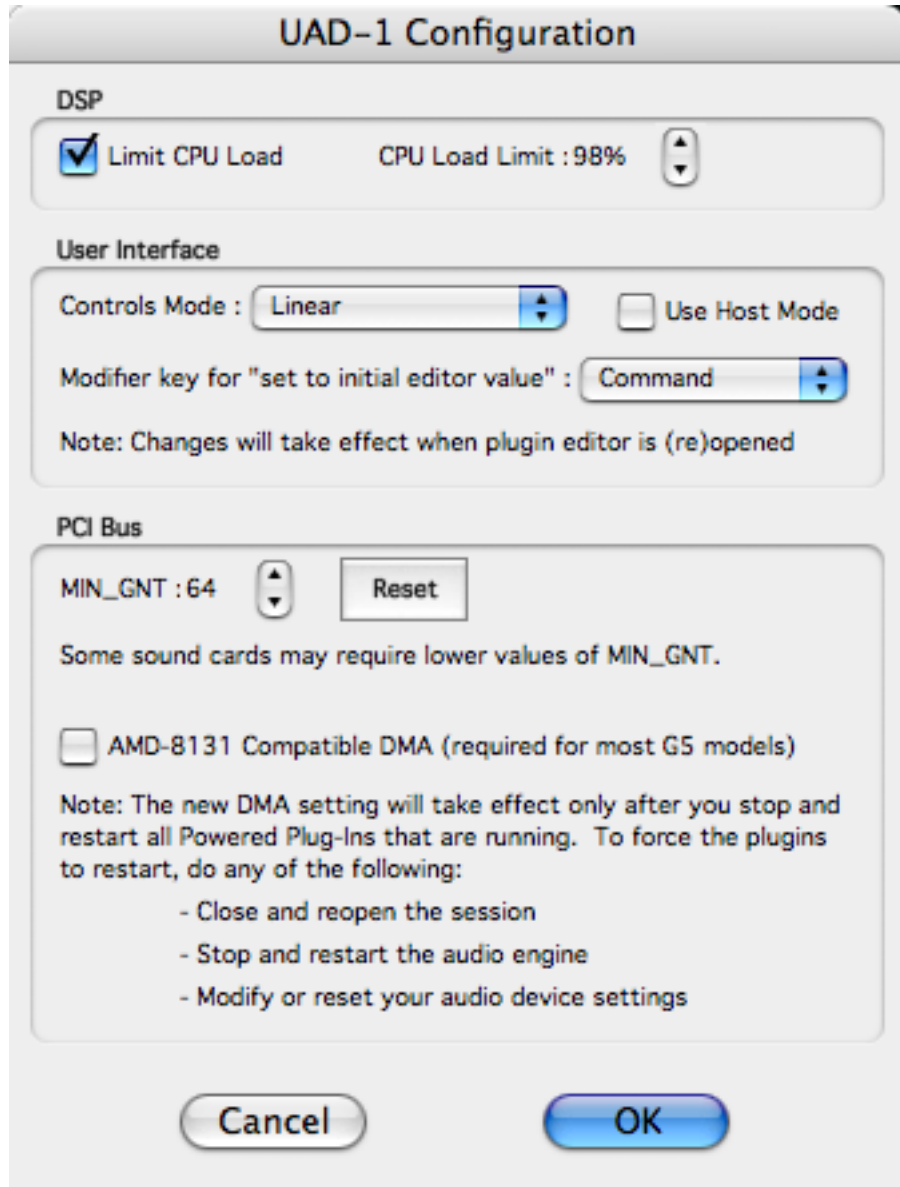 UAD-1 Configuration
DSP
Limit CPU Load CPU Load Limit : 98%
User Interface
Controls Mode : Linear Use Host Mode
Modifier key for "set to initial editor value" : Command
Note: Changes will take effect when plugin editor is (re)opened
PCI Bus
MIN_GNT : 64 Reset
Some sound cards may require lower values of MIN_GNT.
AMD-8131 Compatible DMA (required for most G5 models)
Note: The new DMA setting will take effect only after you stop and
restart all Powered Plug-Ins that are running. To force the plugins
to restart, do any of the following:
- Close and reopen the session
- Stop and restart the audio engine
- Modify or reset your audio device settings
Cancel OK